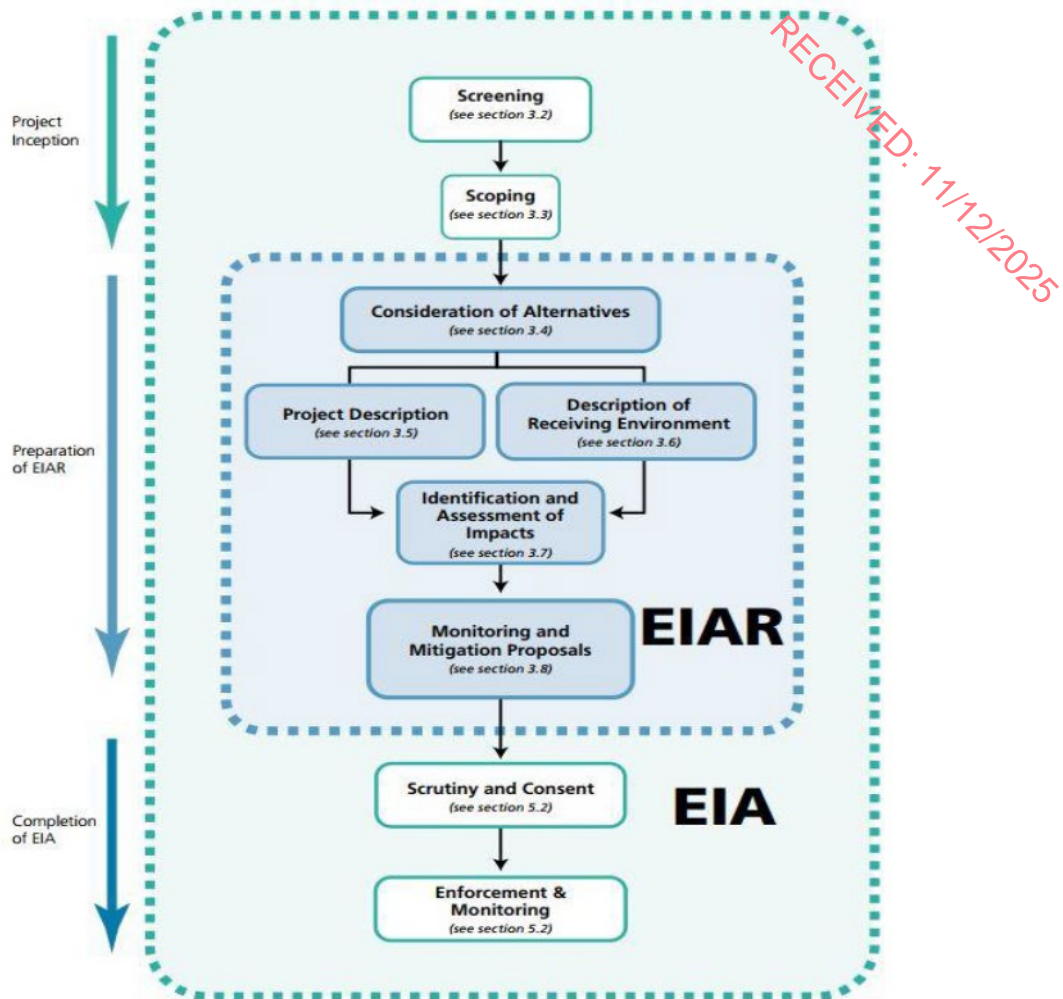 RECEIVED: 11/12/2025
Project
Inception
Screening
(see section 3.2)
Scoping
(see section 3.3)
Preparation
of EIAR
Consideration of Alternatives
(see section 3.4)
Project Description
(see section 3.5)
Description of
Receiving Environment
(see section 3.6)
Identification and
Assessment of
Impacts
(see section 3.7)
Monitoring and
Mitigation Proposals
(see section 3.8)
EIAR
Completion
of EIA
Scrutiny and Consent
(see section 5.2)
EIA
Enforcement &
Monitoring
(see section 5.2)